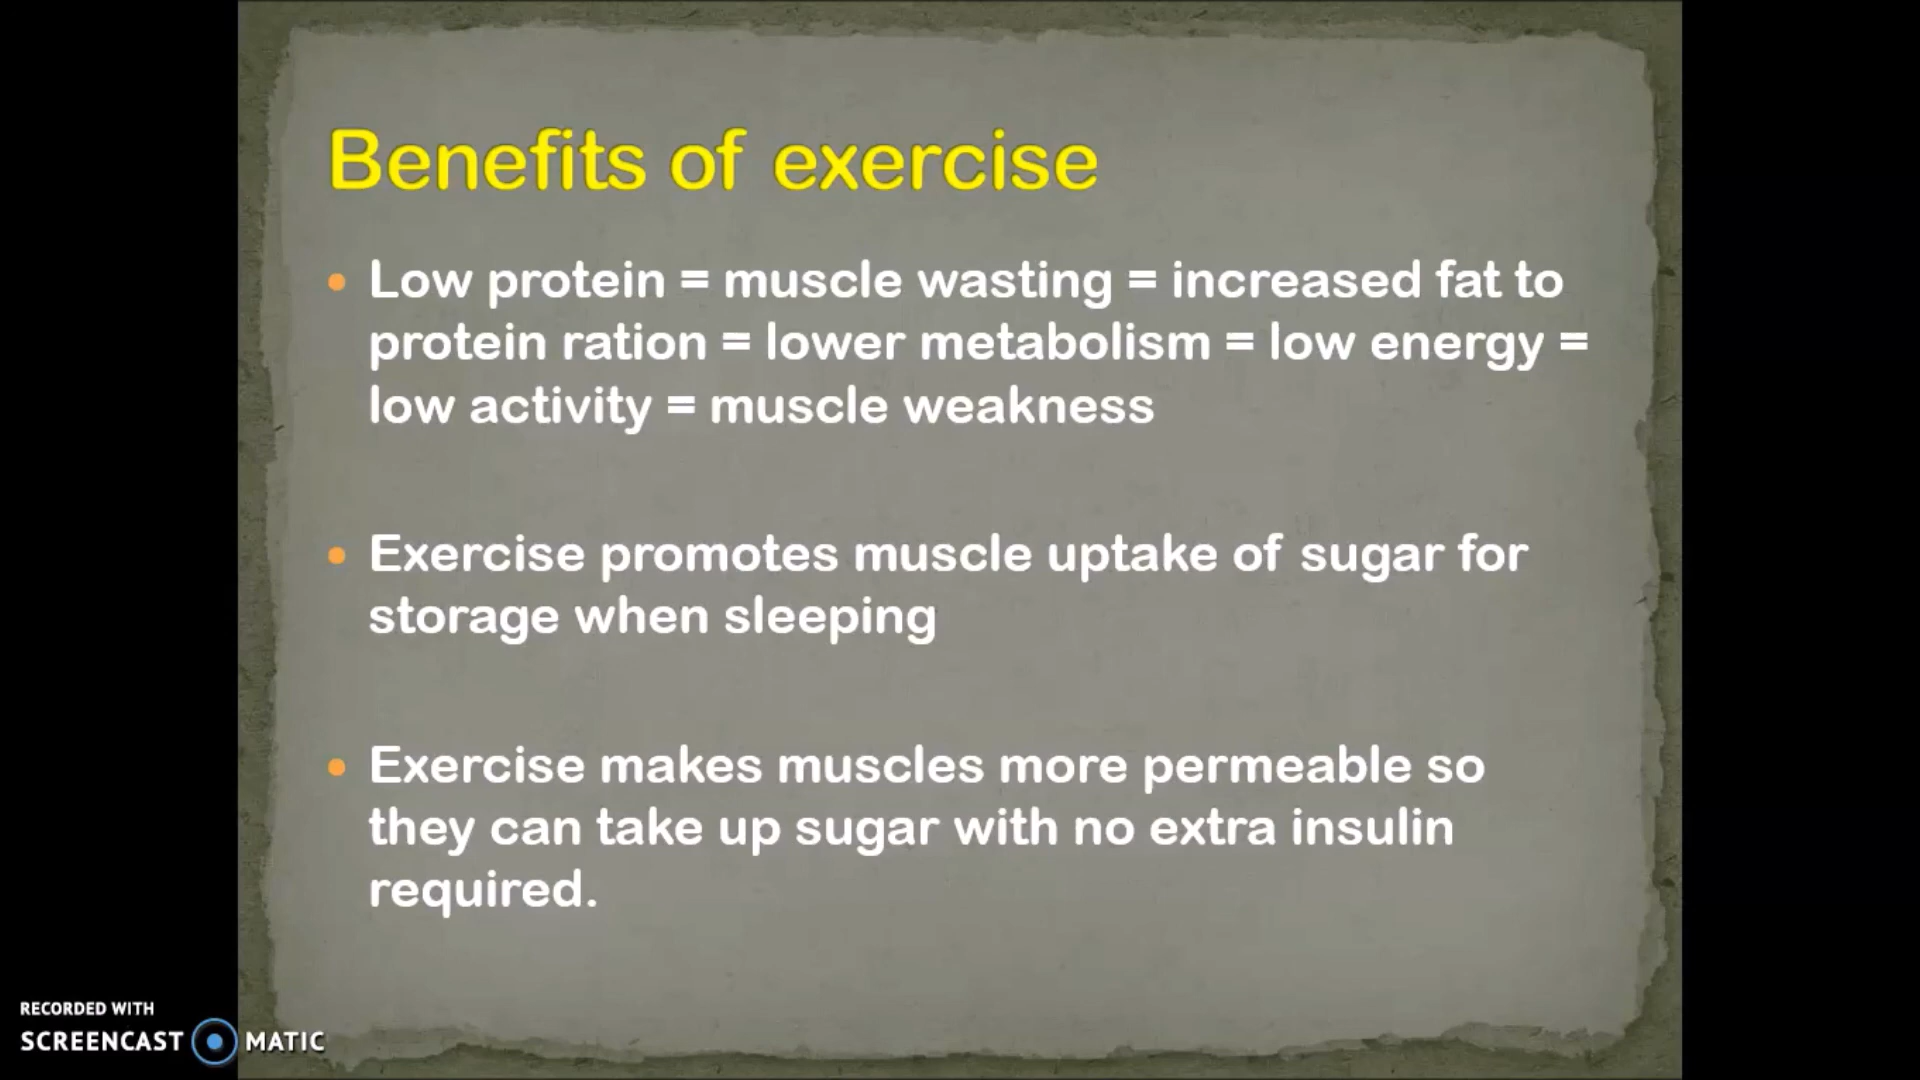 Benefits of exercise
Low protein = muscle wasting = increased fat to
protein ration = lower metabolism = low energy =
low activity = muscle weakness
Exercise promotes muscle uptake of sugar for
storage when sleeping
Exercise makes muscles more permeable so
they can take up sugar with no extra insulin
required.
RECORDED WITH
SCREENCAST MATIC